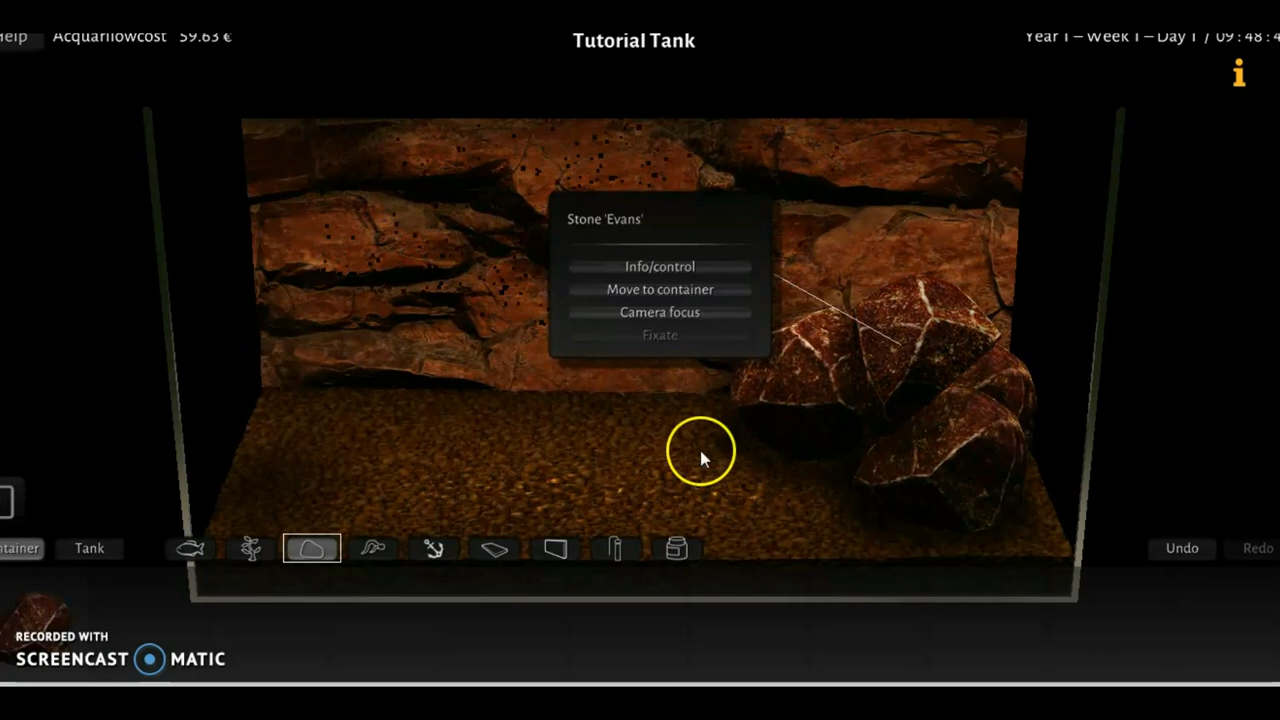 Help Acquariiowcost 59.63 €
Tutorial Tank
Year 1 – Week 1 – Day 1 / 09:48:4
Stone 'Evans'
Info/control
Move to container
Camera focus
Fixate
ntainer Tank
Undo Redo
RECORDED WITH
SCREENCAST MATIC